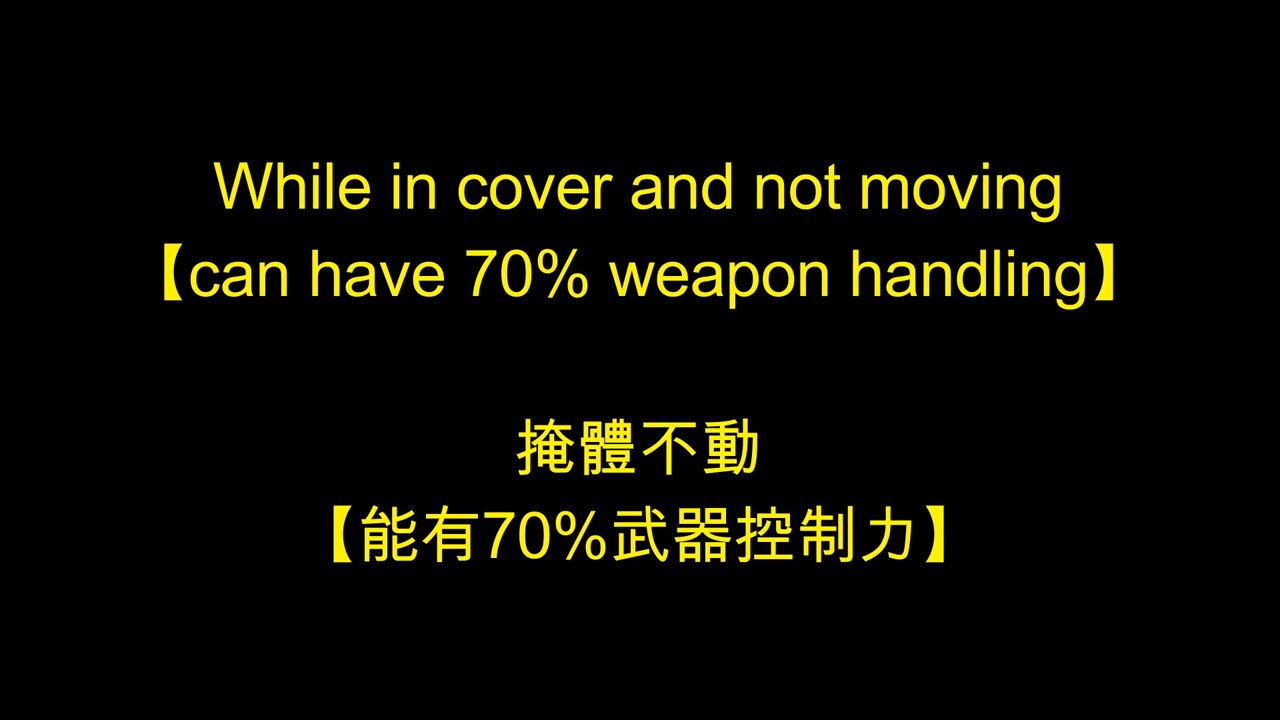 While in cover and not moving
【can have 70% weapon handling】
掩體不動
【能有70%武器控制力】